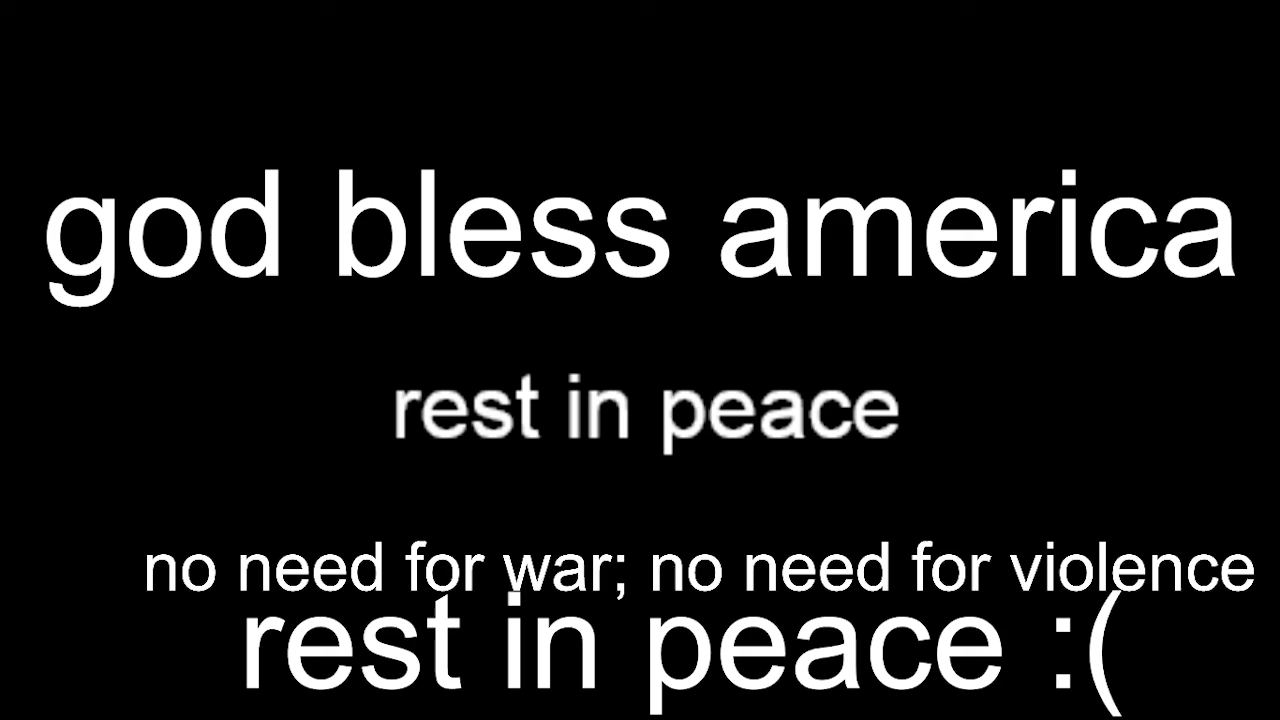 god bless america
rest in peace
no need for war; no need for violence
rest in peace :(